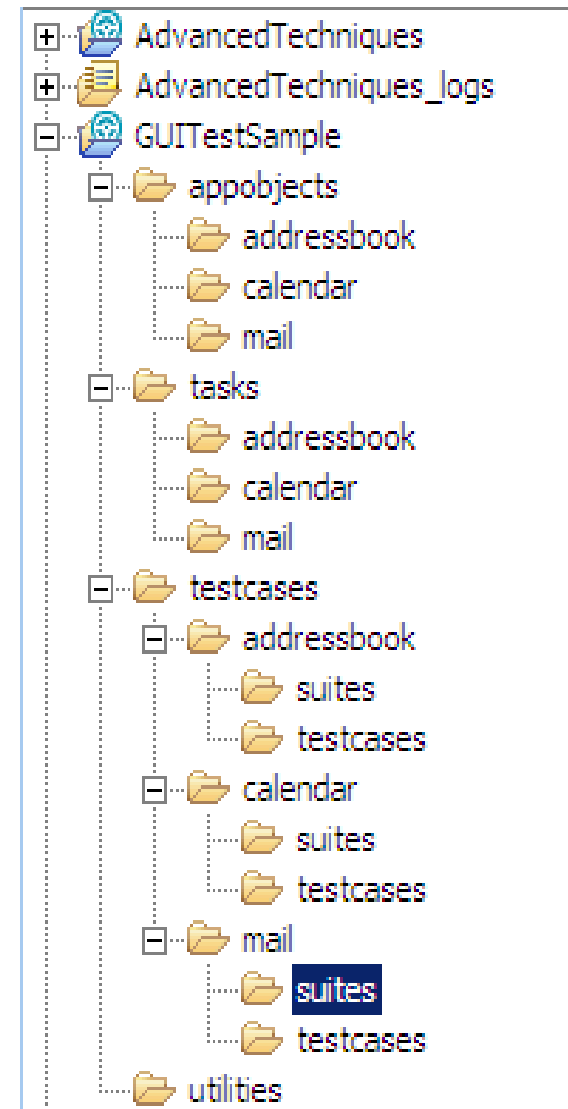 AdvancedTechniques
AdvancedTechniques_logs
GUITestSample
appobjects
addressbook
calendar
mail
tasks
addressbook
calendar
mail
testcases
addressbook
suites
testcases
calendar
suites
testcases
mail
suites
testcases
utilities